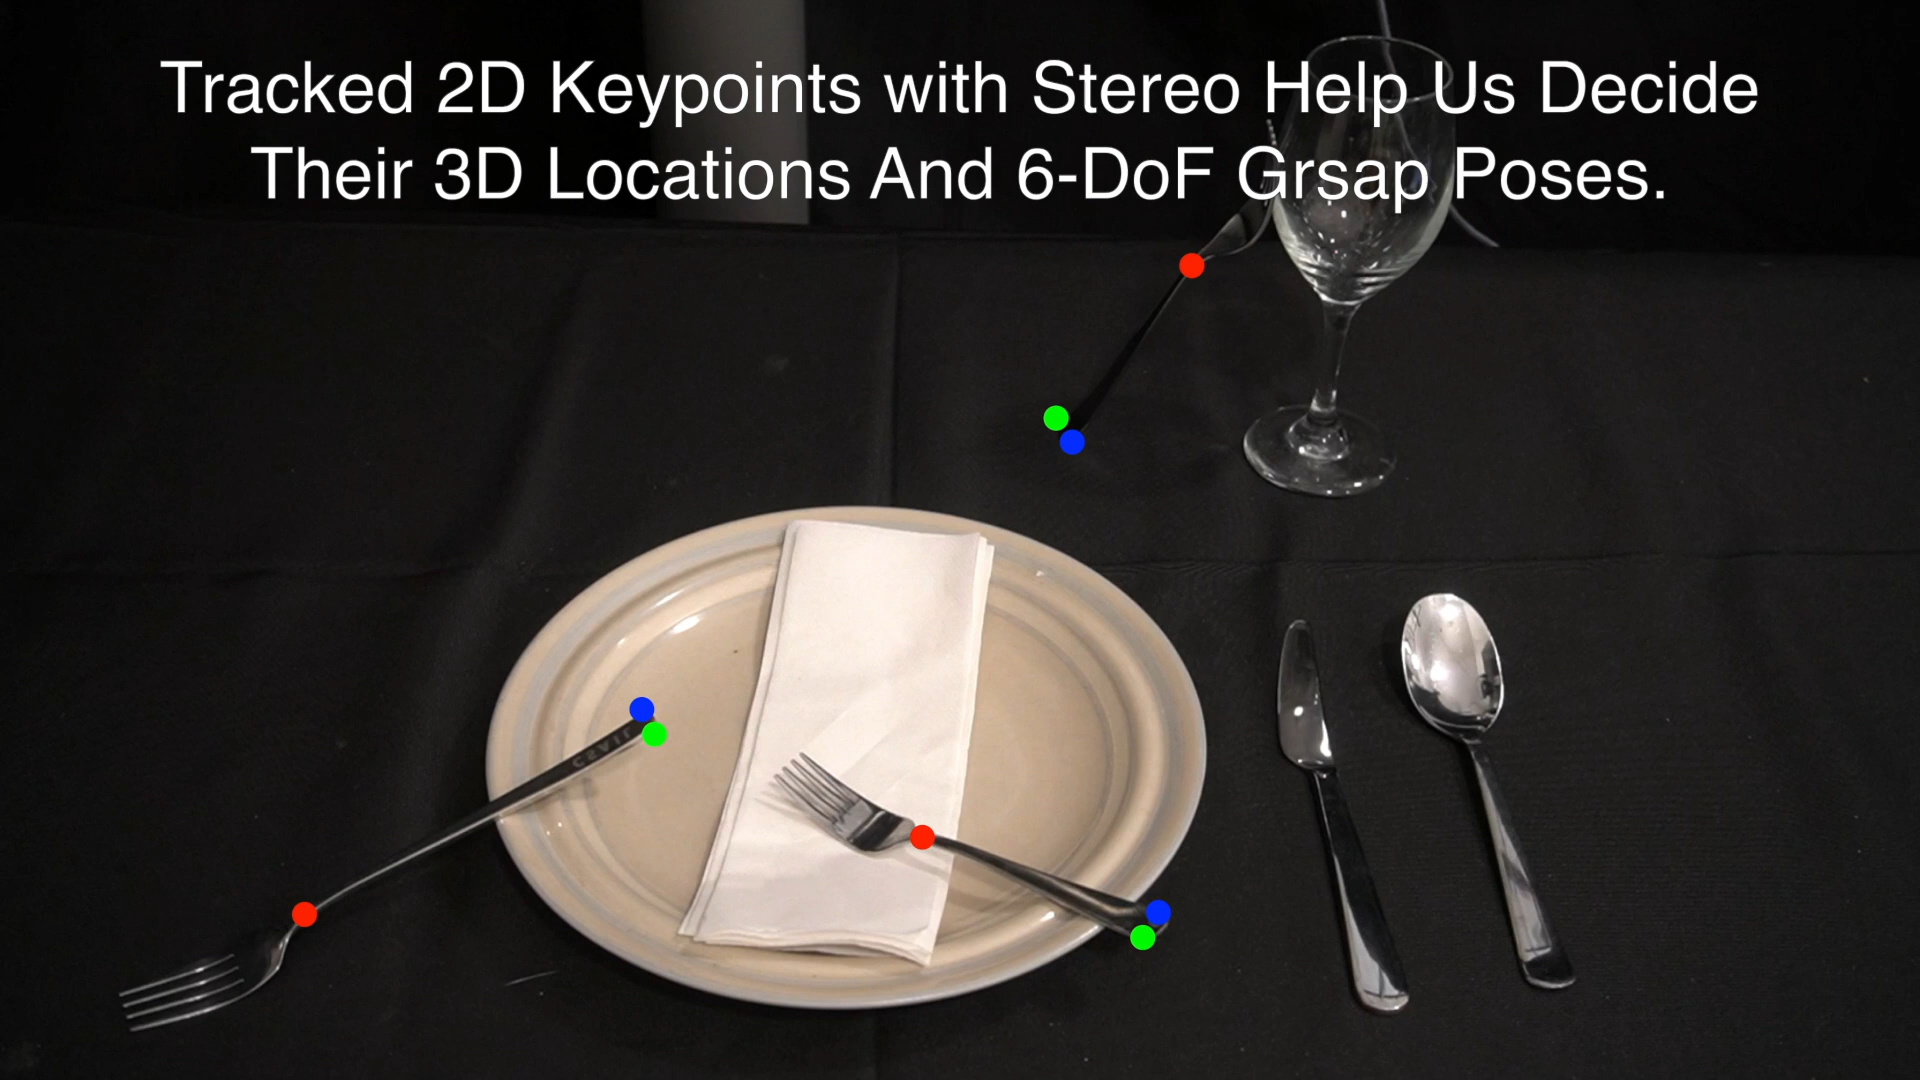 Tracked 2D Keypoints with Stereo Help Us Decide
Their 3D Locations And 6-DoF Grsap Poses.